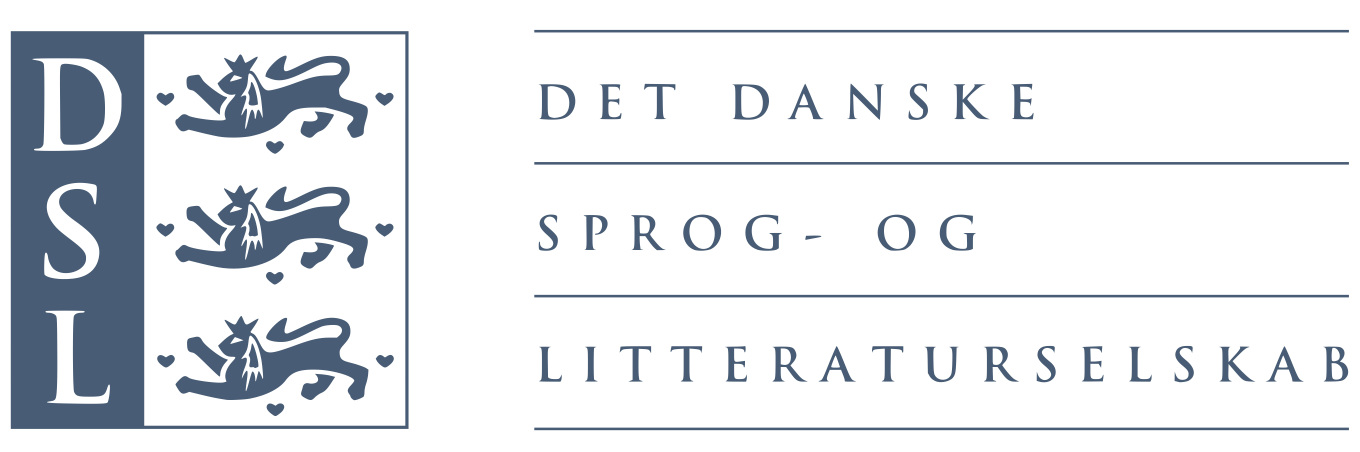 D
S
L
DET DANSKE
SPROG- OG
LITTERATURSELSKAB